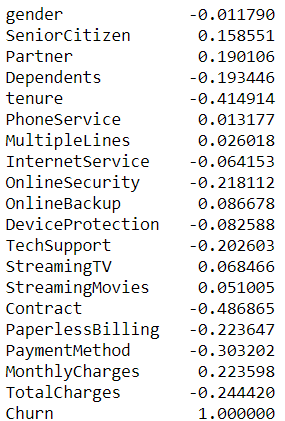 gender -0.011790
SeniorCitizen 0.158551
Partner 0.190106
Dependents -0.193446
tenure -0.414914
PhoneService 0.013177
MultipleLines 0.026018
InternetService -0.064153
OnlineSecurity -0.218112
OnlineBackup 0.086678
DeviceProtection -0.082588
TechSupport -0.202603
StreamingTV 0.068466
StreamingMovies 0.051005
Contract -0.486865
PaperlessBilling -0.223647
PaymentMethod -0.303202
MonthlyCharges 0.223598
TotalCharges -0.244420
Churn 1.000000